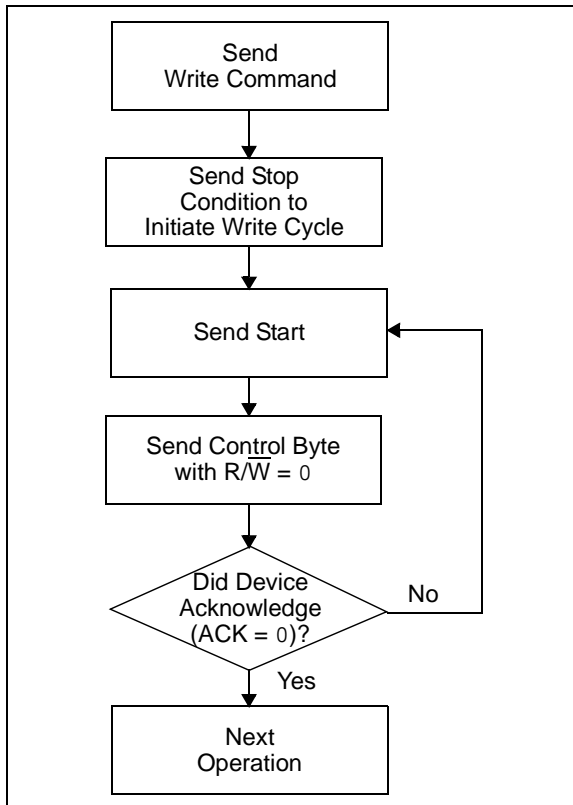 Send
Write Command
Send Stop
Condition to
Initiate Write Cycle
Send Start
Send Control Byte
with R/W̅ = 0
Did Device
Acknowledge
(ACK = 0)?
No
Yes
Next
Operation